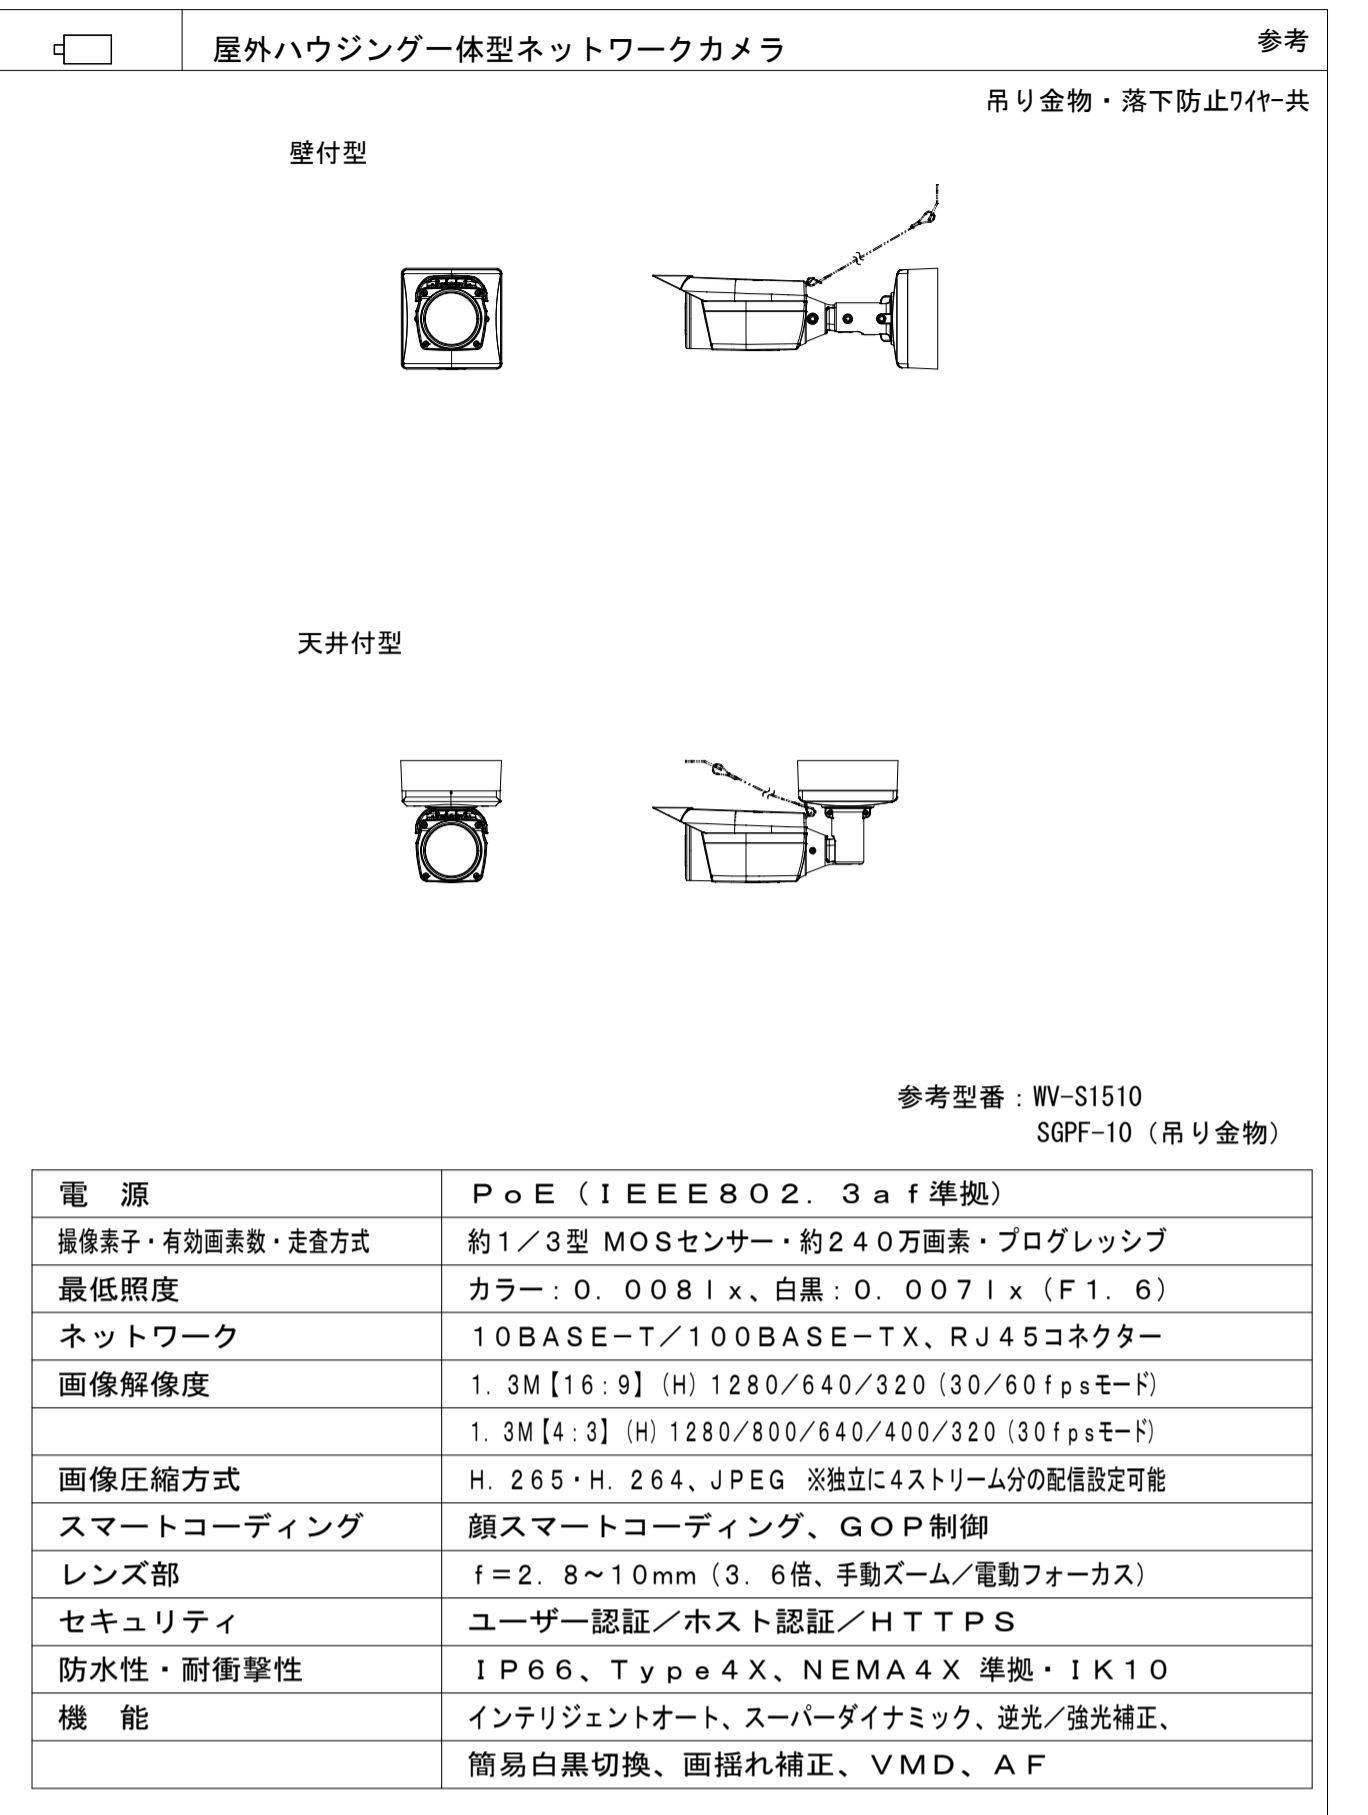 屋外ハウジング一体型ネットワークカメラ
参考
吊り金物・落下防止ﾜｲﾔｰ共
壁付型
天井付型
参考型番：WV-S1510
SGPF-10（吊り金物）
電　源　ＰｏＥ（ＩＥＥＥ８０２．３ａｆ準拠）
撮像素子・有効画素数・走査方式　約１／３型 ＭＯＳセンサー・約２４０万画素・プログレッシブ
最低照度　カラー：０．００８ｌｘ、白黒：０．００７ｌｘ（Ｆ１．６）
ネットワーク　１０ＢＡＳＥ－Ｔ／１００ＢＡＳＥ－ＴＸ、ＲＪ４５コネクター
画像解像度　１．３Ｍ【１６：９】（Ｈ）１２８０／６４０／３２０（３０／６０ｆｐｓモード）
１．３Ｍ【４：３】（Ｈ）１２８０／８００／６４０／４００／３２０（３０ｆｐｓモード）
画像圧縮方式　Ｈ．２６５・Ｈ．２６４、ＪＰＥＧ　※独立に４ストリーム分の配信設定可能
スマートコーディング　顔スマートコーディング、ＧＯＰ制御
レンズ部　ｆ＝２．８～１０ｍｍ（３．６倍、手動ズーム／電動フォーカス）
セキュリティ　ユーザー認証／ホスト認証／ＨＴＴＰＳ
防水性・耐衝撃性　ＩＰ６６、Ｔｙｐｅ４Ｘ、ＮＥＭＡ４Ｘ 準拠・ＩＫ１０
機　能　インテリジェントオート、スーパーダイナミック、逆光／強光補正、
簡易白黒切換、画揺れ補正、ＶＭＤ、ＡＦ